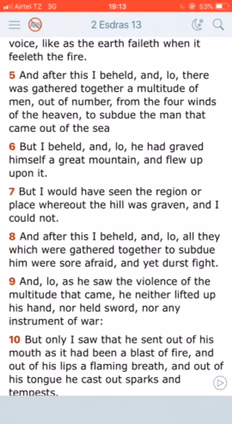 Airtel TZ 3G 19:13 53%
2 Esdras 13
voice, like as the earth faileth when it
feeleth the fire.
5 And after this I beheld, and, lo, there
was gathered together a multitude of
men, out of number, from the four winds
of the heaven, to subdue the man that
came out of the sea
6 But I beheld, and, lo, he had graved
himself a great mountain, and flew up
upon it.
7 But I would have seen the region or
place whereout the hill was graven, and I
could not.
8 And after this I beheld, and, lo, all they
which were gathered together to subdue
him were sore afraid, and yet durst fight.
9 And, lo, as he saw the violence of the
multitude that came, he neither lifted up
his hand, nor held sword, nor any
instrument of war:
10 But only I saw that he sent out of his
mouth as it had been a blast of fire, and
out of his lips a flaming breath, and out of
his tongue he cast out sparks and
tempests.